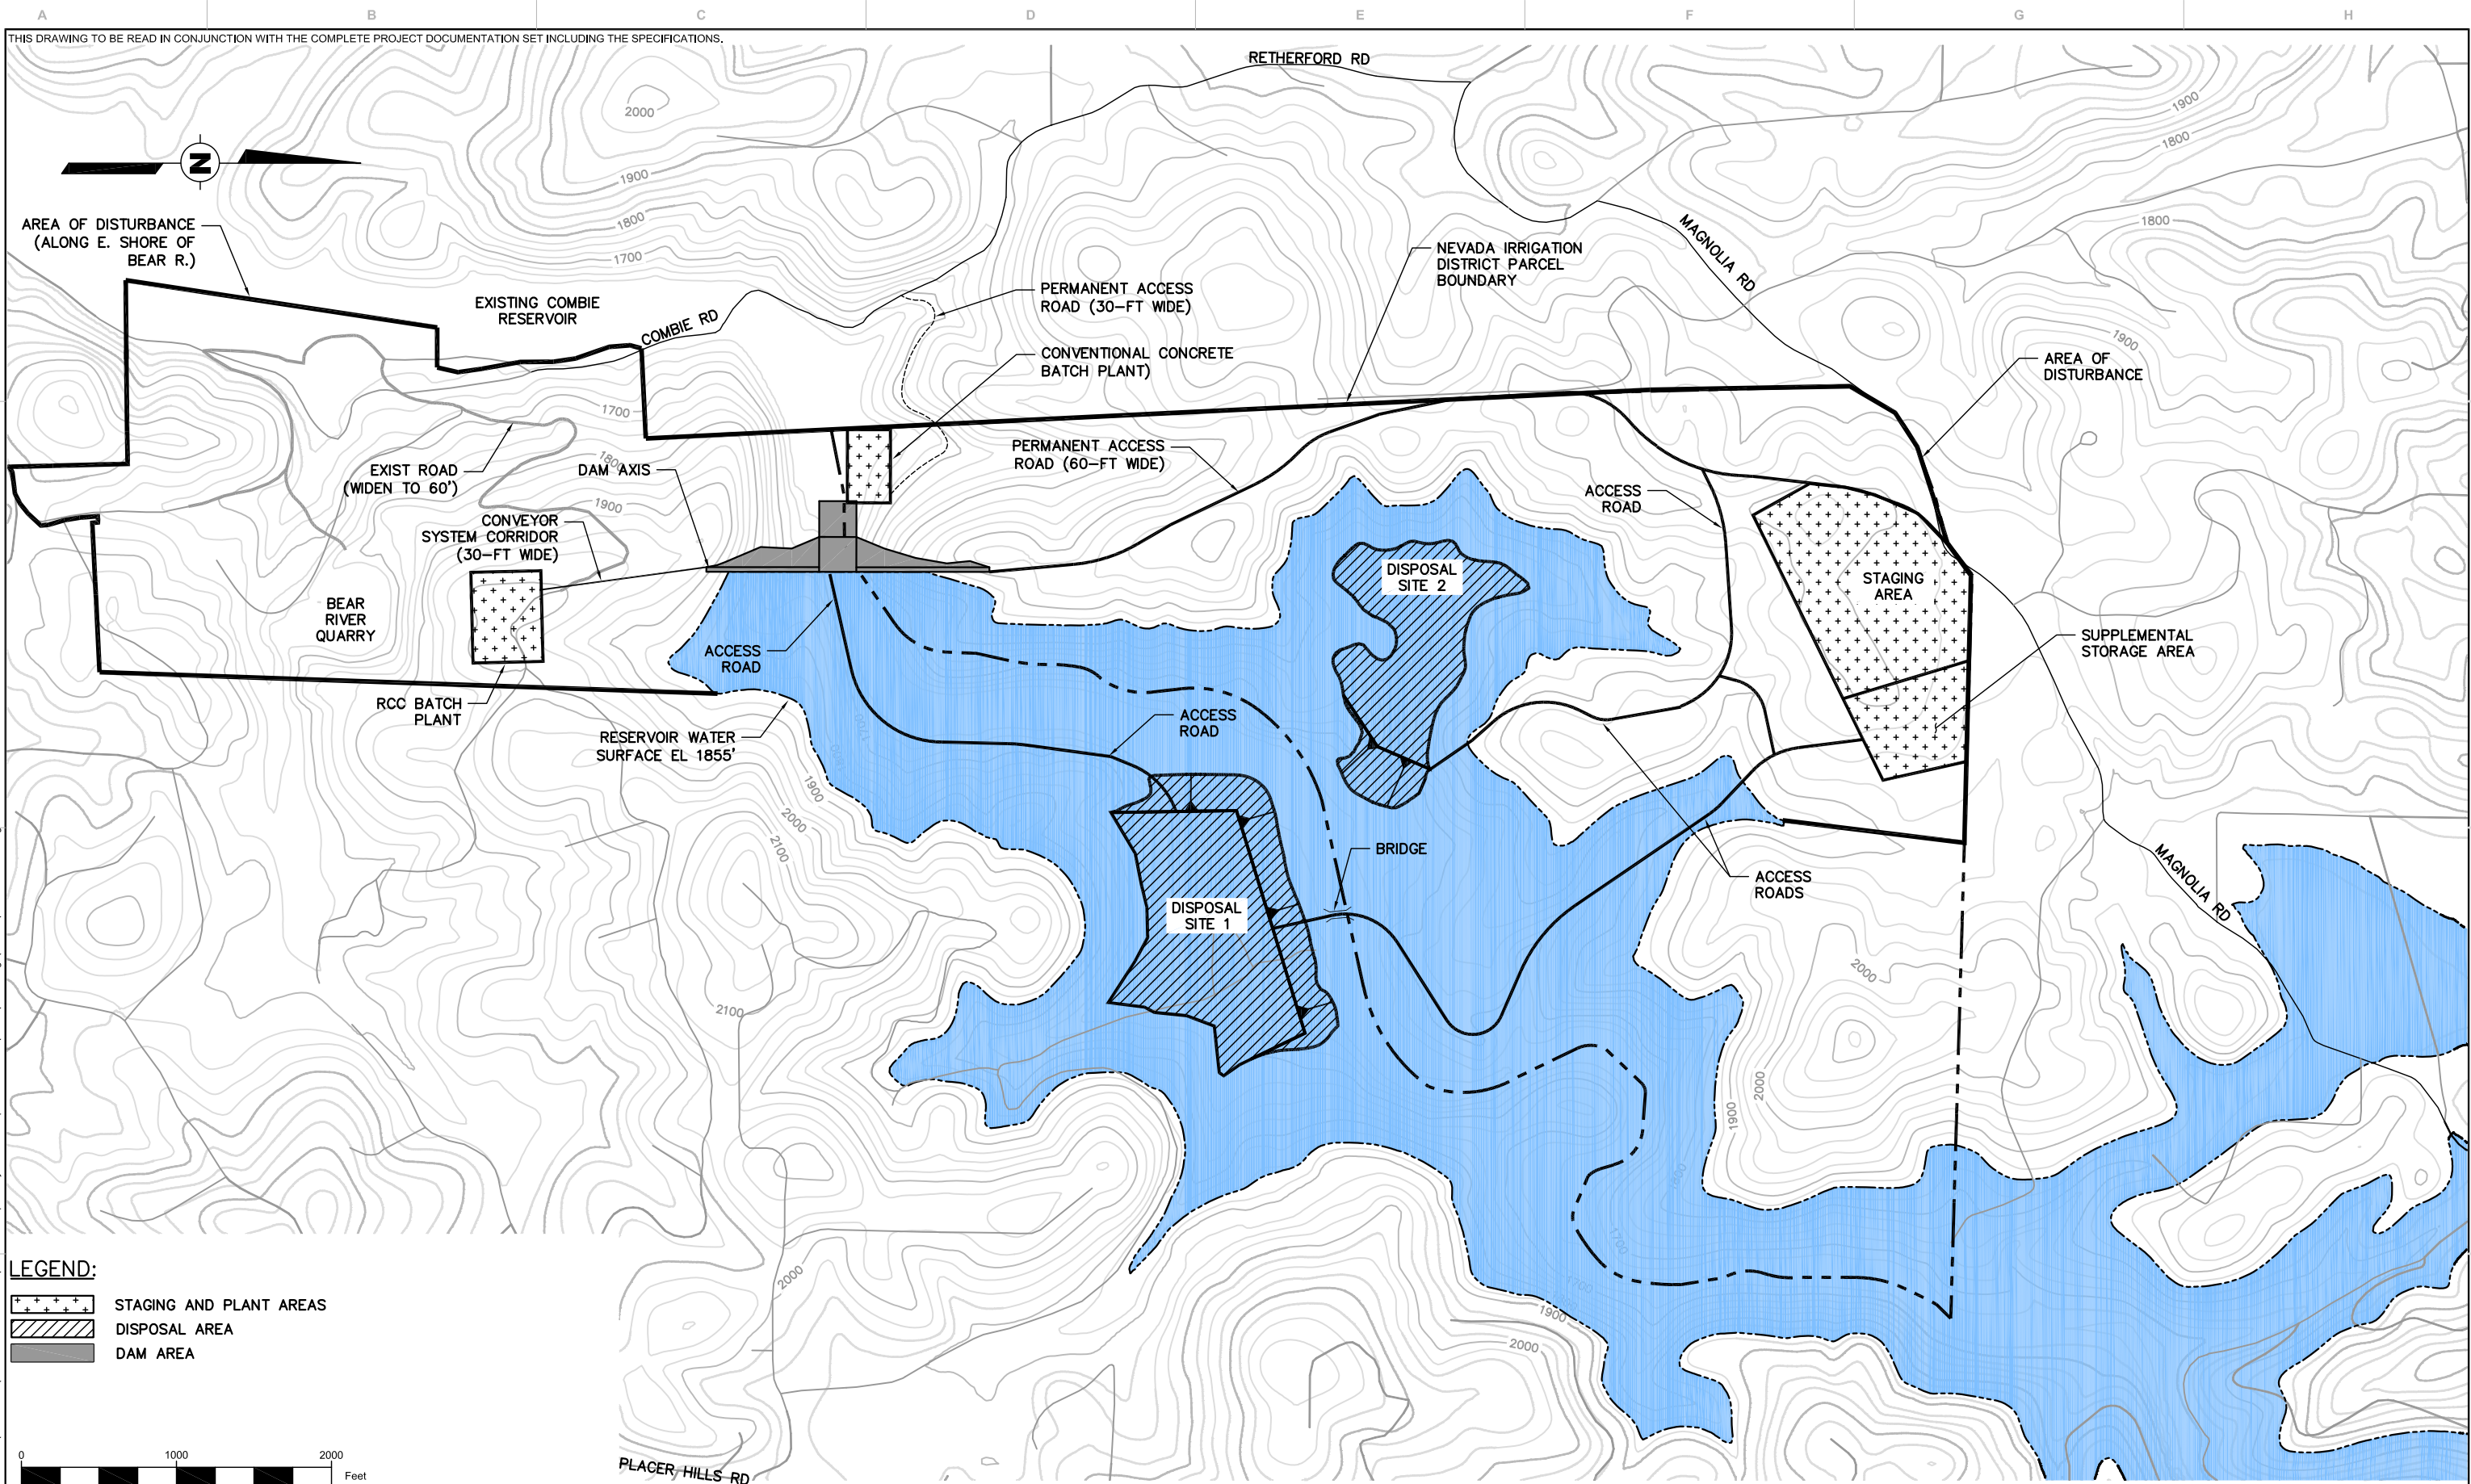 A B C D E F G H
THIS DRAWING TO BE READ IN CONJUNCTION WITH THE COMPLETE PROJECT DOCUMENTATION SET INCLUDING THE SPECIFICATIONS.
RETHERFORD RD
2000
1900
1800
1900
1800
1700
1800
N
AREA OF DISTURBANCE
(ALONG E. SHORE OF
BEAR R.)
EXISTING COMBIE
RESERVOIR
COMBIE RD
PERMANENT ACCESS
ROAD (30-FT WIDE)
CONVENTIONAL CONCRETE
BATCH PLANT)
NEVADA IRRIGATION
DISTRICT PARCEL
BOUNDARY
MAGNOLIA RD
1900
AREA OF
DISTURBANCE
1700
1800
1900
EXIST ROAD
(WIDEN TO 60')
DAM AXIS
PERMANENT ACCESS
ROAD (60-FT WIDE)
ACCESS
ROAD
CONVEYOR
SYSTEM CORRIDOR
(30-FT WIDE)
DISPOSAL
SITE 2
STAGING
AREA
BEAR
RIVER
QUARRY
ACCESS
ROAD
SUPPLEMENTAL
STORAGE AREA
RCC BATCH
PLANT
RESERVOIR WATER
SURFACE EL 1855'
ACCESS
ROAD
1700
1900
2000
2100
BRIDGE
ACCESS
ROADS
MAGNOLIA RD
DISPOSAL
SITE 1
2000
2100
2000
1900
1700
2000
1900
2000
LEGEND:
STAGING AND PLANT AREAS
DISPOSAL AREA
DAM AREA
0 1000 2000
Feet
PLACER HILLS RD